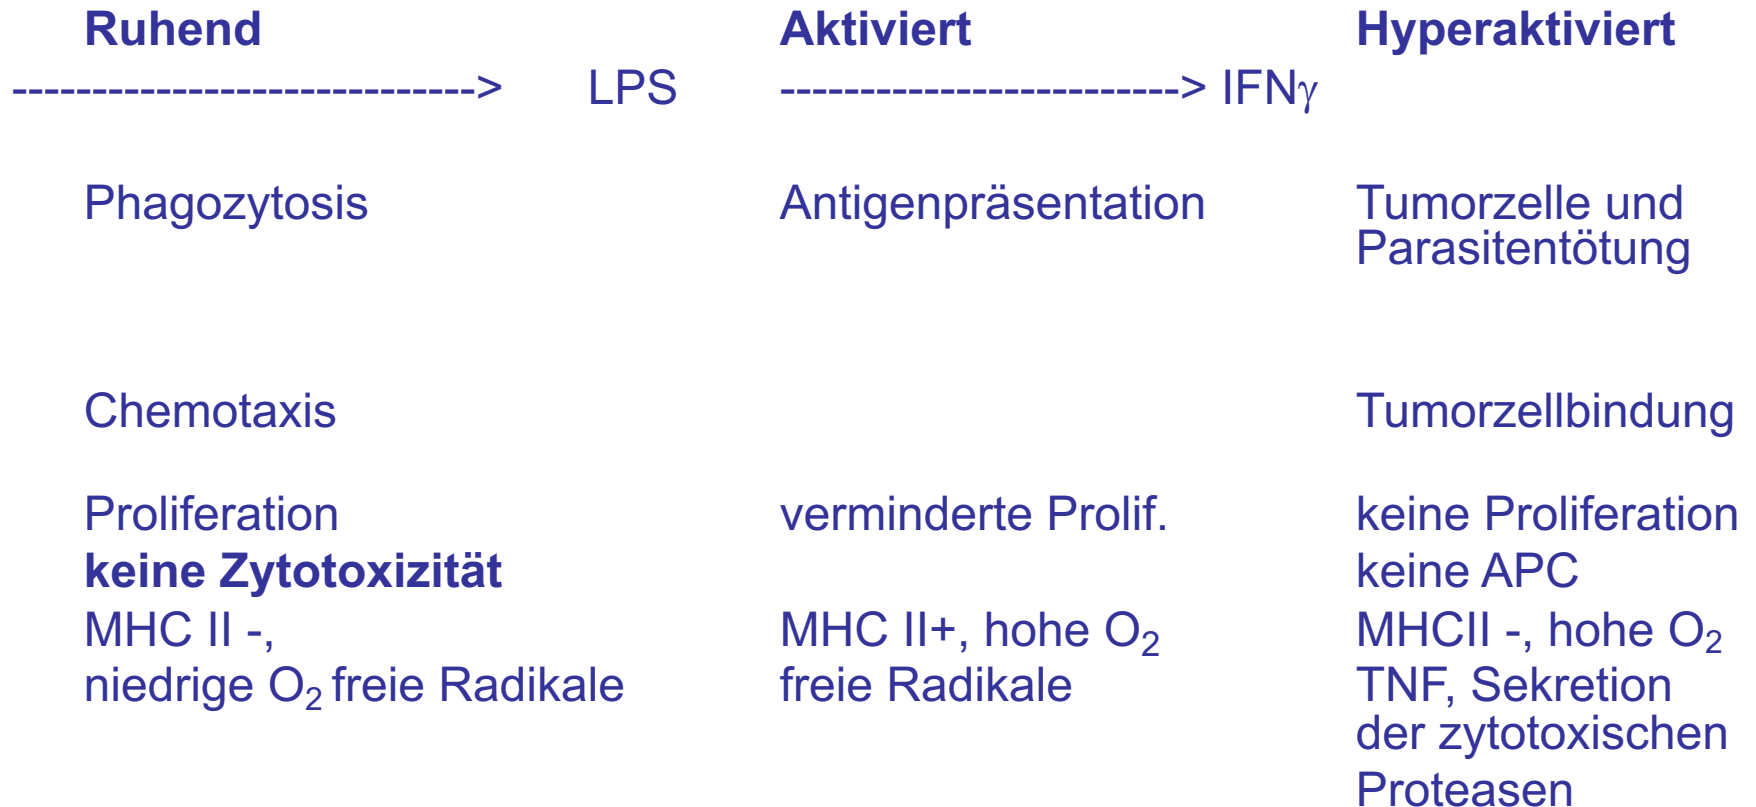 Ruhend Aktiviert Hyperaktiviert
-----------------------------> LPS -------------------------> IFNγ
Phagozytosis Antigenpräsentation Tumorzelle und
Parasitentötung
Chemotaxis Tumorzellbindung
Proliferation verminderte Prolif. keine Proliferation
keine Zytotoxizität keine APC
MHC II -, MHC II+, hohe O₂ MHCII -, hohe O₂
niedrige O₂ freie Radikale freie Radikale TNF, Sekretion
der zytotoxischen
Proteasen